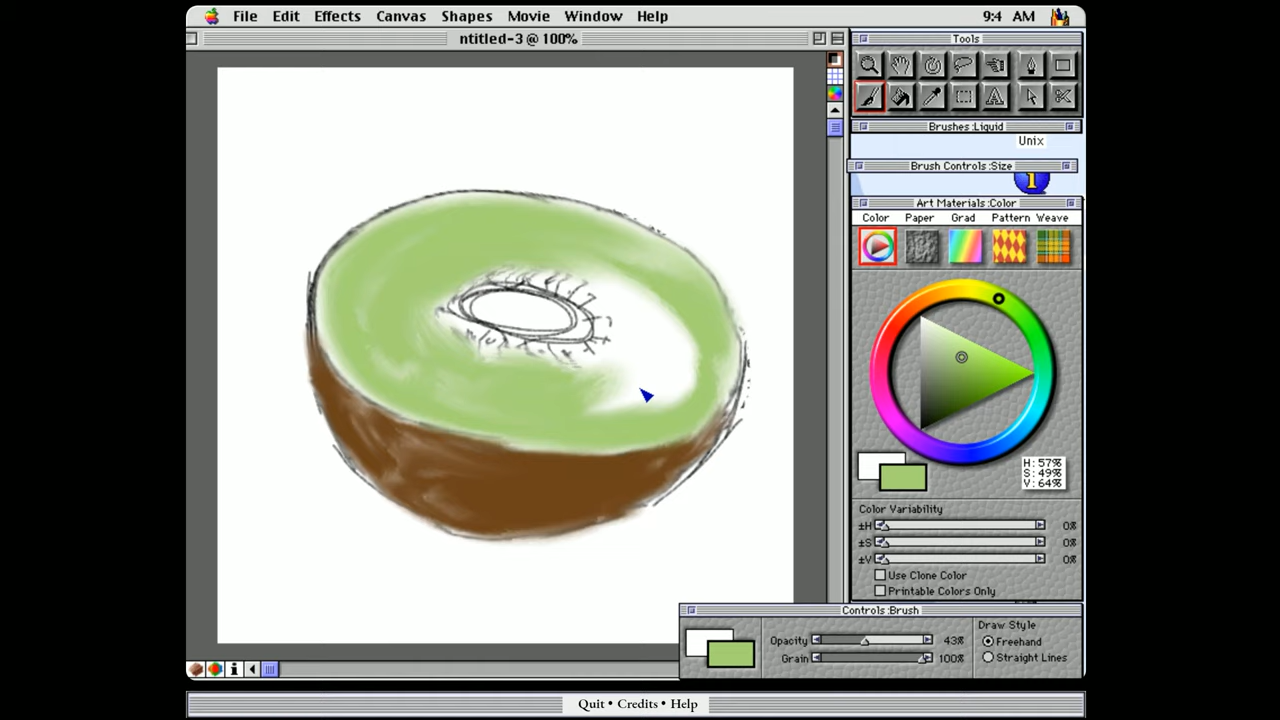 File Edit Effects Canvas Shapes Movie Window Help 9:4 AM
ntitled-3 @ 100%
Tools
Brushes:Liquid
Unix
Brush Controls:Size
1
Art Materials:Color
Color Paper Grad Pattern Weave
H: 57%
S: 49%
V: 64%
Color Variability
±H 0%
±S 0%
±V 0%
Use Clone Color
Printable Colors Only
Controls:Brush
Opacity 43%
Grain 100%
Draw Style
Freehand
Straight Lines
Quit • Credits • Help